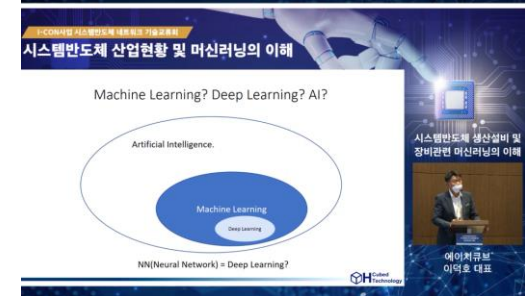 i-CON사업 시스템반도체 네트워크 기술교류회
시스템반도체 산업현황 및 머신러닝의 이해
Machine Learning? Deep Learning? AI?
Artificial Intelligence.
Machine Learning
Deep Learning
NN(Neural Network) = Deep Learning?
H Cubed
Technology
시스템반도체 생산설비 및
장비관련 머신러닝의 이해
에이치큐브
이덕호 대표